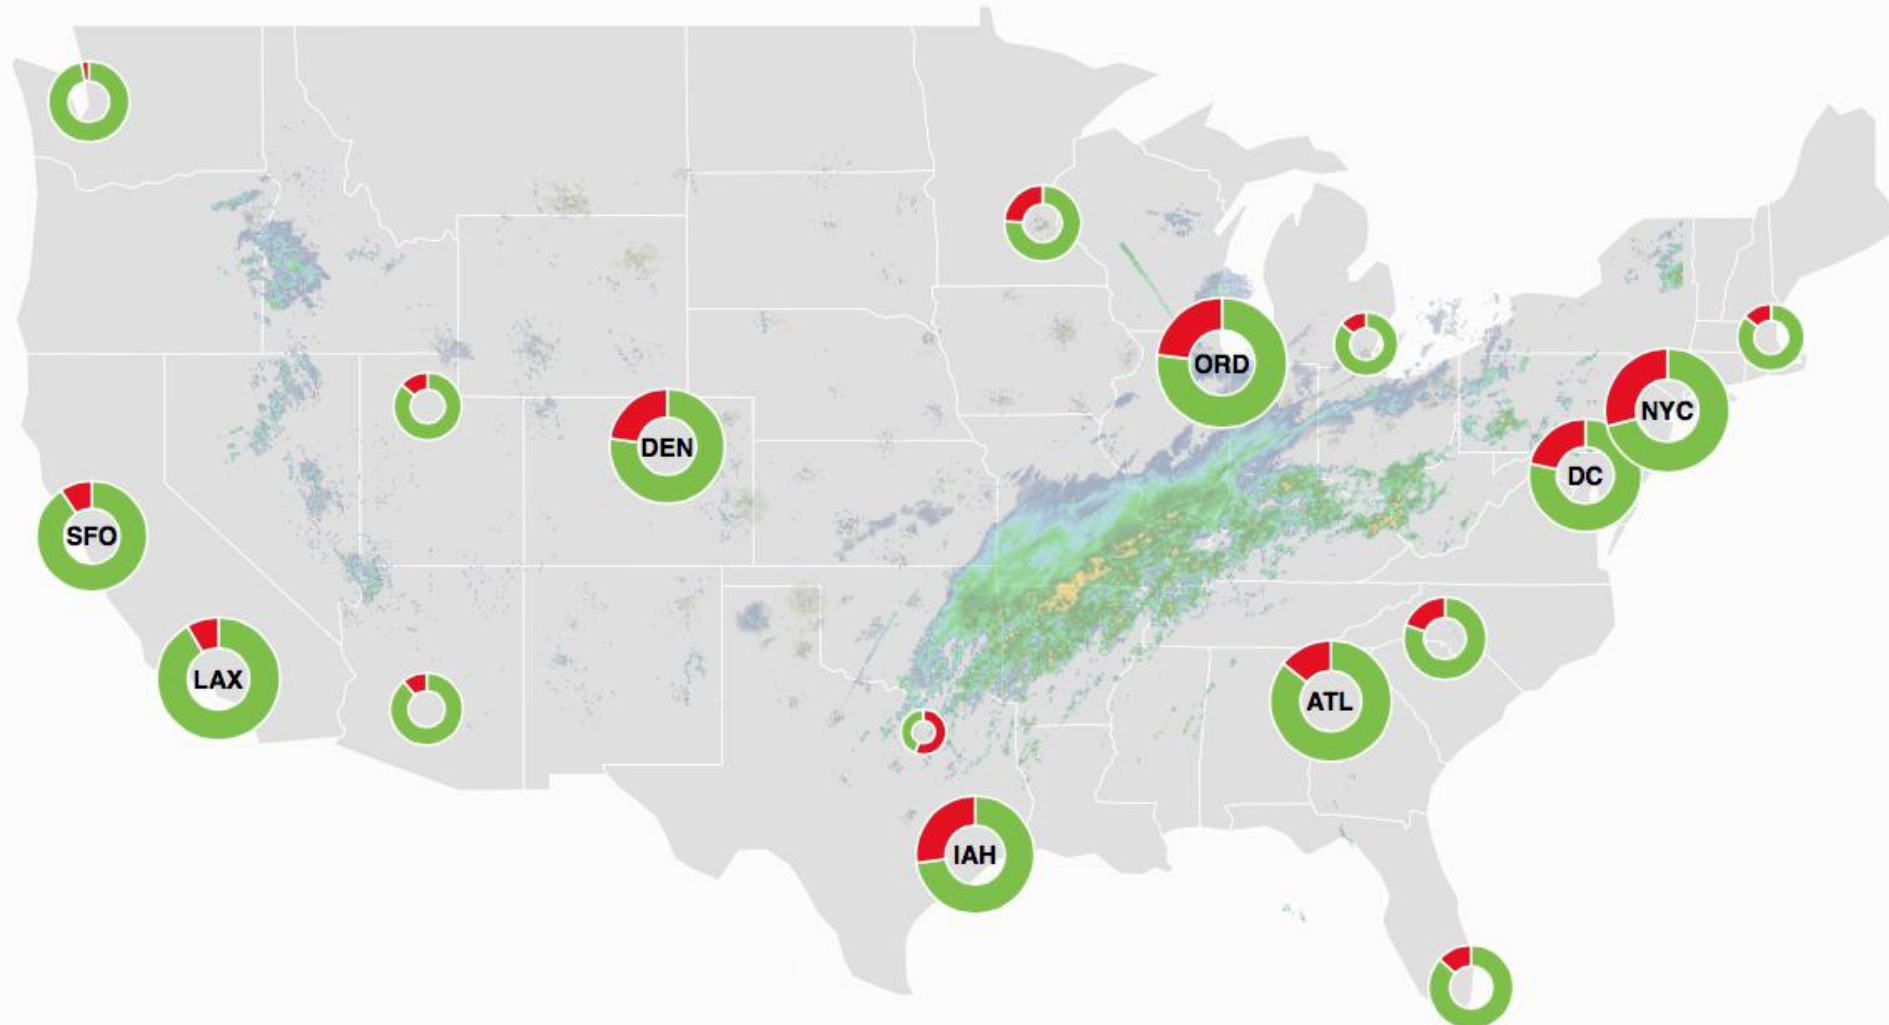 ORD
NYC
DEN
DC
SFO
LAX
ATL
IAH